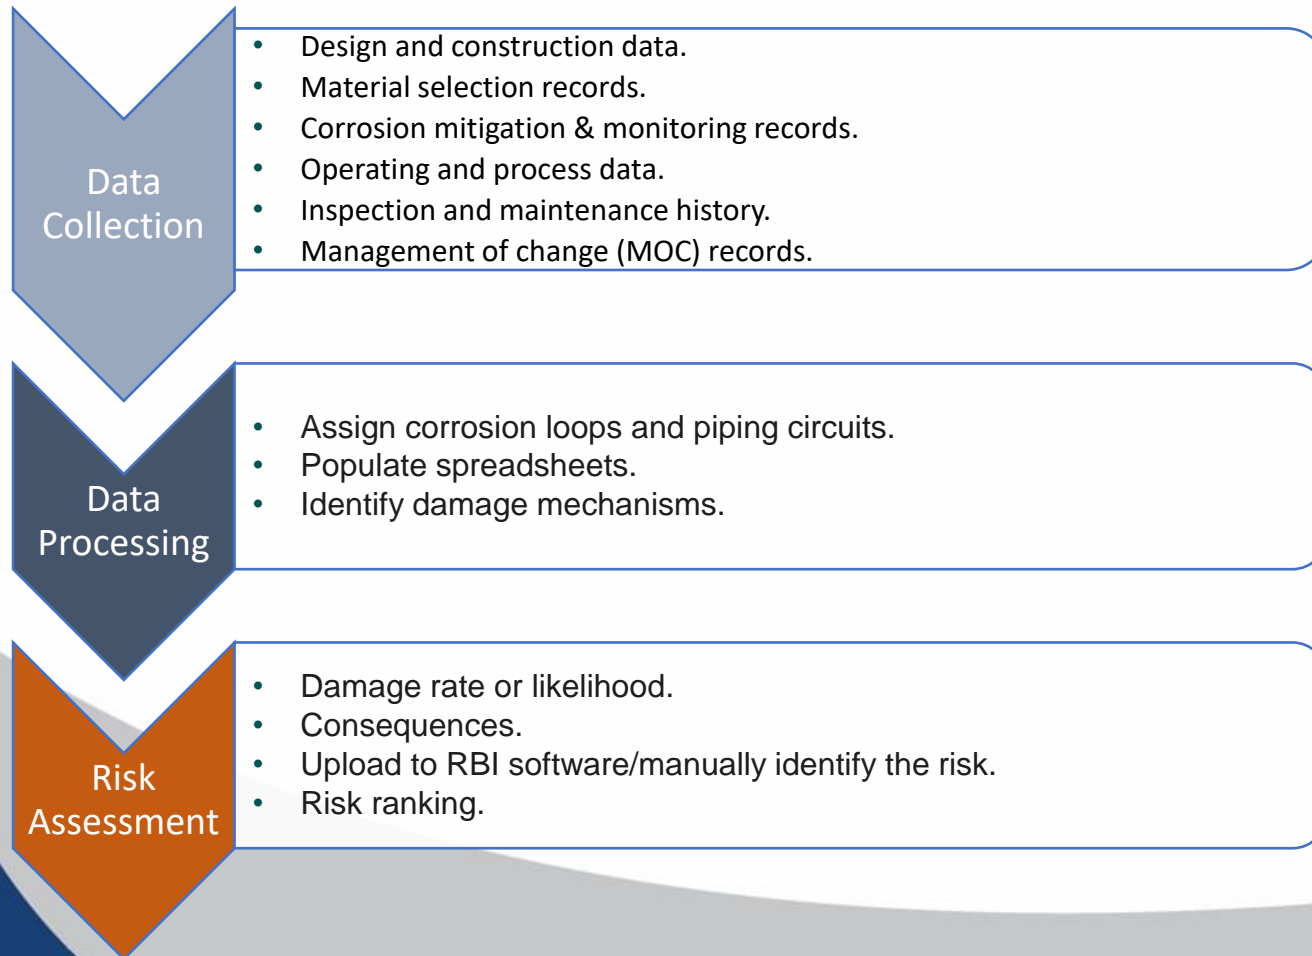 Data
Collection
• Design and construction data.
• Material selection records.
• Corrosion mitigation & monitoring records.
• Operating and process data.
• Inspection and maintenance history.
• Management of change (MOC) records.
Data
Processing
• Assign corrosion loops and piping circuits.
• Populate spreadsheets.
• Identify damage mechanisms.
Risk
Assessment
• Damage rate or likelihood.
• Consequences.
• Upload to RBI software/manually identify the risk.
• Risk ranking.